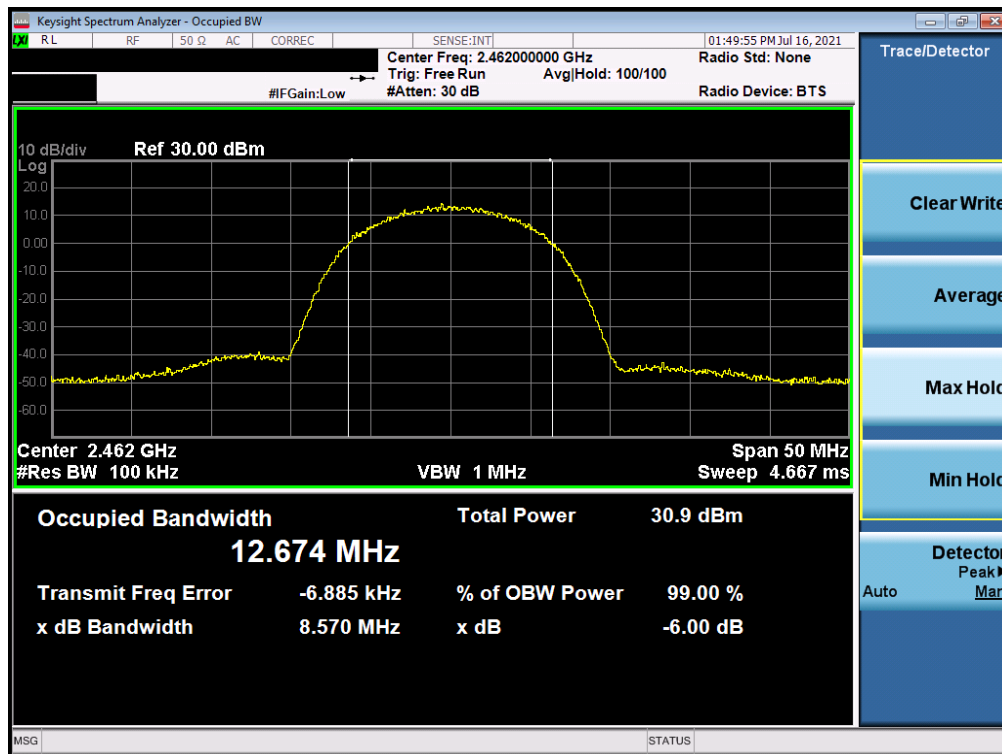 Keysight Spectrum Analyzer - Occupied BW
LXI RL RF 50 Ω AC CORREC SENSE:INT 01:49:55 PM Jul 16, 2021
Center Freq: 2.462000000 GHz Radio Std: None
Trig: Free Run Avg|Hold: 100/100
#IFGain:Low #Atten: 30 dB Radio Device: BTS
10 dB/div Ref 30.00 dBm
Log
20.0
10.0
0.00
-10.0
-20.0
-30.0
-40.0
-50.0
-60.0
Center 2.462 GHz Span 50 MHz
#Res BW 100 kHz VBW 1 MHz Sweep 4.667 ms
Occupied Bandwidth Total Power 30.9 dBm
12.674 MHz
Transmit Freq Error -6.885 kHz % of OBW Power 99.00 %
x dB Bandwidth 8.570 MHz x dB -6.00 dB
MSG STATUS
Trace/Detector
Clear Write
Average
Max Hold
Min Hold
Detector
Peak▶
Auto Man